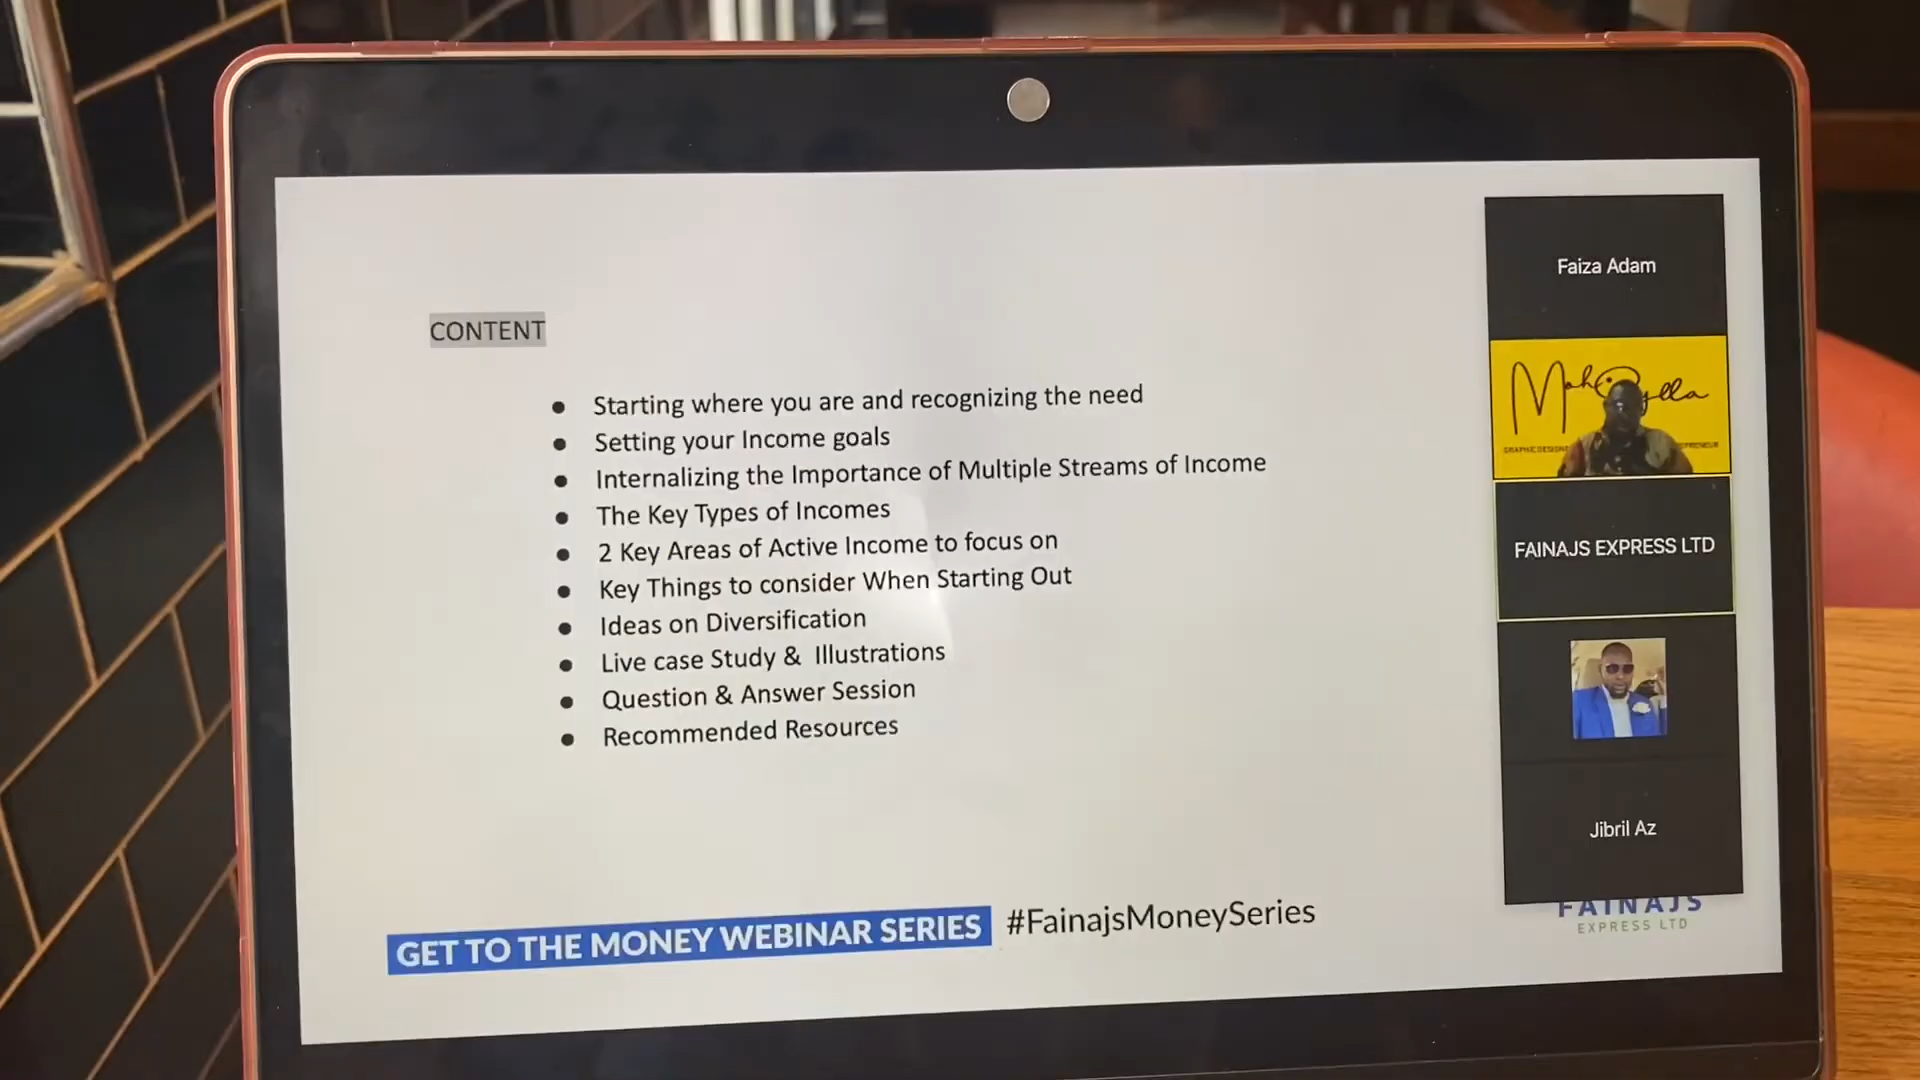 CONTENT
Starting where you are and recognizing the need
Setting your Income goals
Internalizing the Importance of Multiple Streams of Income
The Key Types of Incomes
2 Key Areas of Active Income to focus on
Key Things to consider When Starting Out
Ideas on Diversification
Live case Study & Illustrations
Question & Answer Session
Recommended Resources
GET TO THE MONEY WEBINAR SERIES #FainajsMoneySeries
Faiza Adam
GRAPHIC DESIGNE
FAINAJS EXPRESS LTD
Jibril Az
FAINAJS
EXPRESS LTD